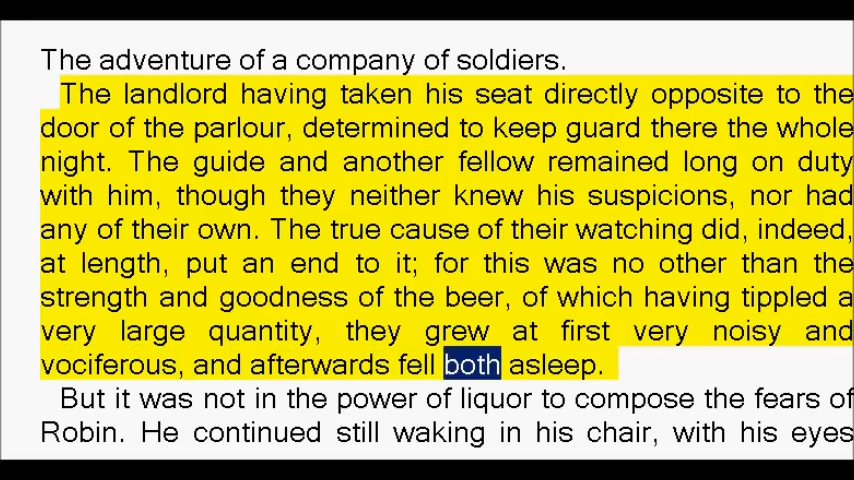 The adventure of a company of soldiers.
The landlord having taken his seat directly opposite to the
door of the parlour, determined to keep guard there the whole
night. The guide and another fellow remained long on duty
with him, though they neither knew his suspicions, nor had
any of their own. The true cause of their watching did, indeed,
at length, put an end to it; for this was no other than the
strength and goodness of the beer, of which having tippled a
very large quantity, they grew at first very noisy and
vociferous, and afterwards fell both asleep.
But it was not in the power of liquor to compose the fears of
Robin. He continued still waking in his chair, with his eyes